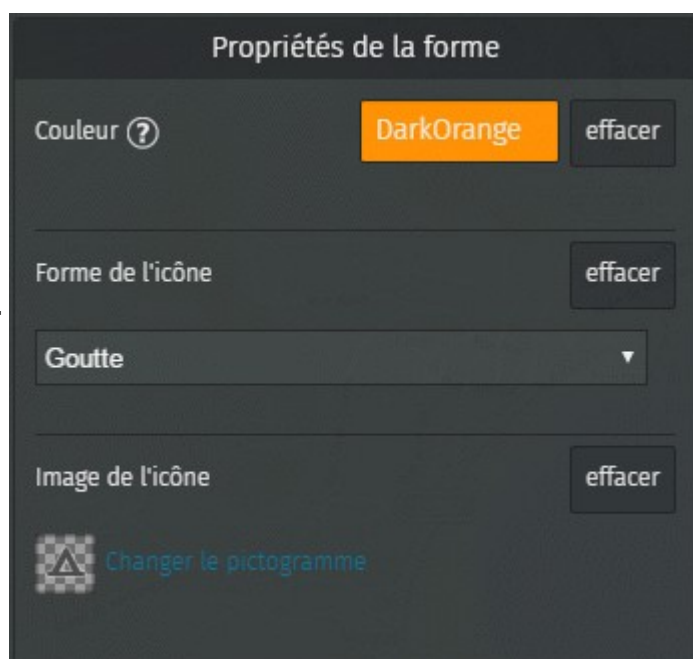 Propriétés de la forme
Couleur ? DarkOrange effacer
Forme de l'icône effacer
Goutte
Image de l'icône effacer
Changer le pictogramme